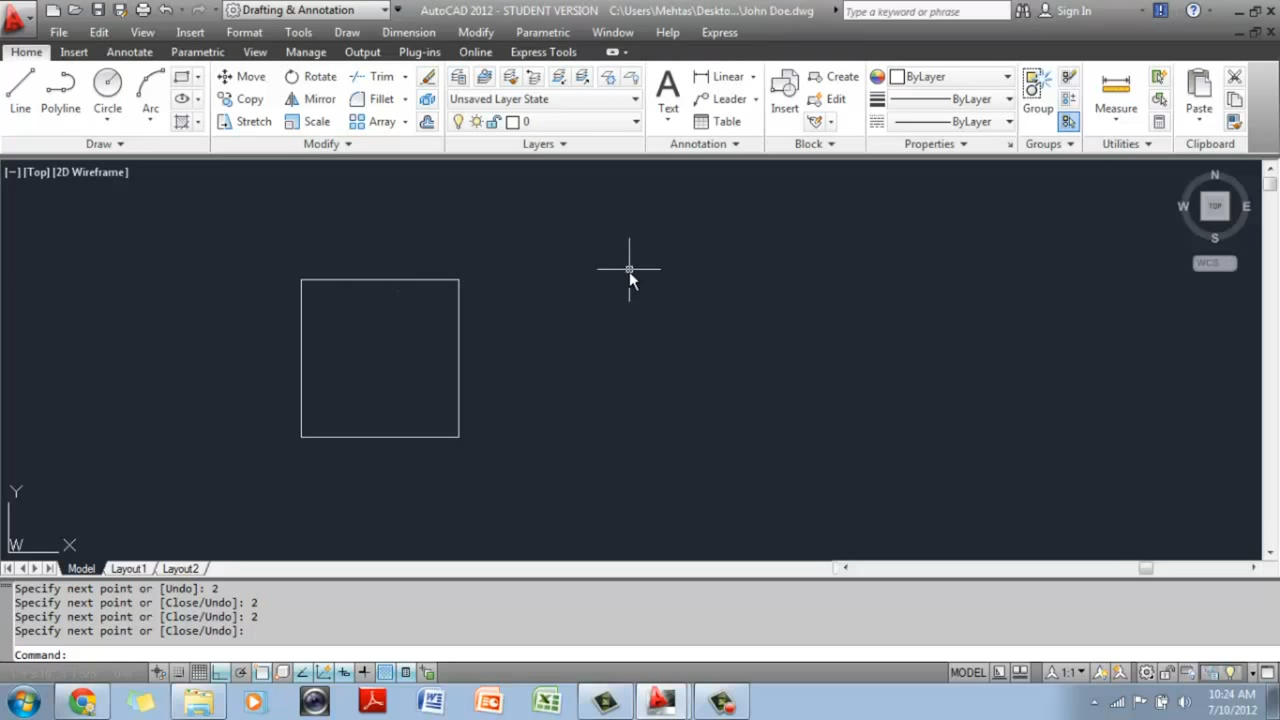 Drafting & Annotation AutoCAD 2012 - STUDENT VERSION C:\Users\Mehtas\Deskto...\John Doe.dwg Type a keyword or phrase Sign In
File Edit View Insert Format Tools Draw Dimension Modify Parametric Window Help Express
Home Insert Annotate Parametric View Manage Output Plug-ins Online Express Tools
Move Rotate Trim Linear Create ByLayer
Copy Mirror Fillet Unsaved Layer State Leader Edit ByLayer
Line Polyline Circle Arc Text Insert Group Measure Paste
Stretch Scale Array 0 Table ByLayer
Draw Modify Layers Annotation Block Properties Groups Utilities Clipboard
[−] [Top] [2D Wireframe]
N
W TOP E
S
WCS
Y
W X
Model Layout1 Layout2
Specify next point or [Undo]: 2
Specify next point or [Close/Undo]: 2
Specify next point or [Close/Undo]: 2
Specify next point or [Close/Undo]:
Command:
MODEL 1:1
10:24 AM
7/10/2012